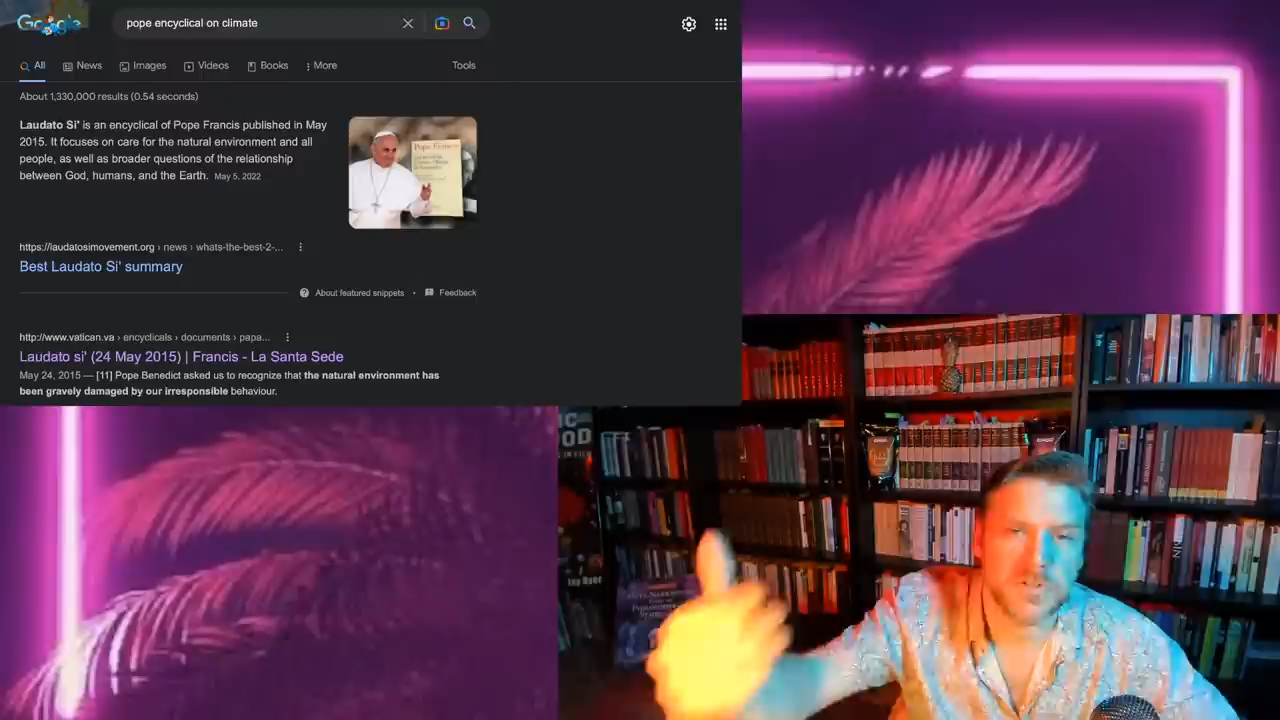 Google
pope encyclical on climate
All
News
Images
Videos
Books
More
Tools
About 1,330,000 results (0.54 seconds)
Laudato Si' is an encyclical of Pope Francis published in May
2015. It focuses on care for the natural environment and all
people, as well as broader questions of the relationship
between God, humans, and the Earth. May 5, 2022
Pope Francis
https://laudatosimovement.org › news › whats-the-best-2-...
Best Laudato Si' summary
About featured snippets • Feedback
http://www.vatican.va › encyclicals › documents › papa...
Laudato si' (24 May 2015) | Francis - La Santa Sede
May 24, 2015 — [11] Pope Benedict asked us to recognize that the natural environment has
been gravely damaged by our irresponsible behaviour.